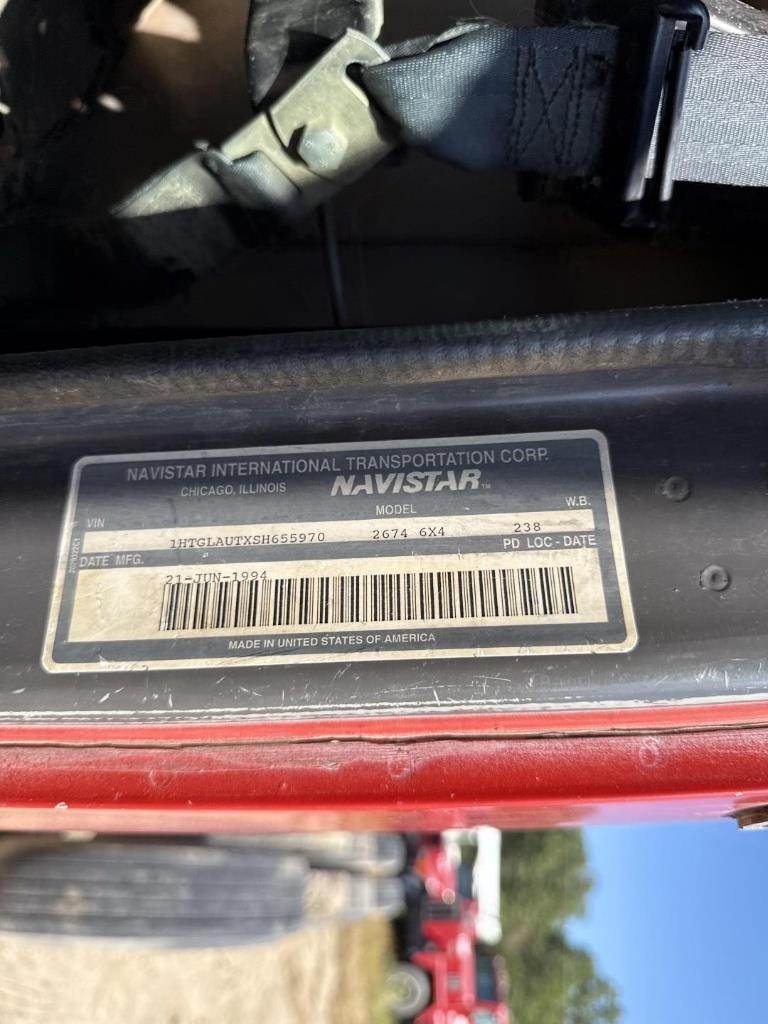 NAVISTAR INTERNATIONAL TRANSPORTATION CORP.
CHICAGO, ILLINOIS NAVISTAR™
VIN MODEL W.B.
1HTGLAUTXSH655970 2674 6X4 238
DATE MFG. PD LOC - DATE
21-JUN-1994
MADE IN UNITED STATES OF AMERICA